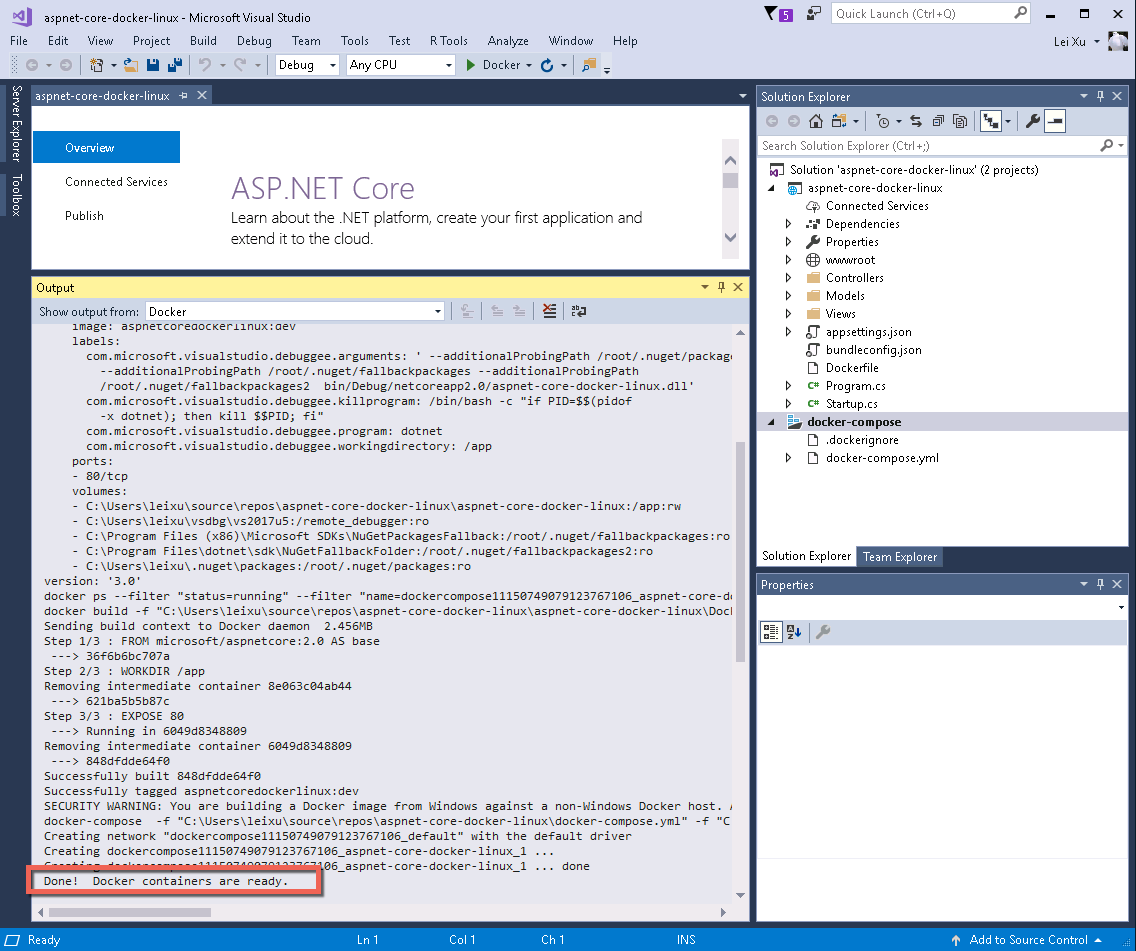 aspnet-core-docker-linux - Microsoft Visual Studio
5
Quick Launch (Ctrl+Q)
File Edit View Project Build Debug Team Tools Test R Tools Analyze Window Help
Lei Xu
Debug Any CPU Docker
Server Explorer
Toolbox
aspnet-core-docker-linux
Overview
Connected Services
Publish
ASP.NET Core
Learn about the .NET platform, create your first application and
extend it to the cloud.
Output
Show output from: Docker
image: aspnetcoredockerlinux:dev
labels:
com.microsoft.visualstudio.debuggee.arguments: ' --additionalProbingPath /root/.nuget/package
--additionalProbingPath /root/.nuget/fallbackpackages --additionalProbingPath
/root/.nuget/fallbackpackages2  bin/Debug/netcoreapp2.0/aspnet-core-docker-linux.dll'
com.microsoft.visualstudio.debuggee.killprogram: /bin/bash -c "if PID=$$(pidof
-x dotnet); then kill $$PID; fi"
com.microsoft.visualstudio.debuggee.program: dotnet
com.microsoft.visualstudio.debuggee.workingdirectory: /app
ports:
- 80/tcp
volumes:
- C:\Users\leixu\source\repos\aspnet-core-docker-linux\aspnet-core-docker-linux:/app:rw
- C:\Users\leixu\vsdbg\vs2017u5:/remote_debugger:ro
- C:\Program Files (x86)\Microsoft SDKs\NuGetPackagesFallback:/root/.nuget/fallbackpackages:ro
- C:\Program Files\dotnet\sdk\NuGetFallbackFolder:/root/.nuget/fallbackpackages2:ro
- C:\Users\leixu\.nuget\packages:/root/.nuget/packages:ro
version: '3.0'
docker ps --filter "status=running" --filter "name=dockercompose11150749079123767106_aspnet-core-do
docker build -f "C:\Users\leixu\source\repos\aspnet-core-docker-linux\aspnet-core-docker-linux\Doc
Sending build context to Docker daemon  2.456MB
Step 1/3 : FROM microsoft/aspnetcore:2.0 AS base
---> 36f6b6bc707a
Step 2/3 : WORKDIR /app
Removing intermediate container 8e063c04ab44
---> 621ba5b5b87c
Step 3/3 : EXPOSE 80
---> Running in 6049d8348809
Removing intermediate container 6049d8348809
---> 848dfdde64f0
Successfully built 848dfdde64f0
Successfully tagged aspnetcoredockerlinux:dev
SECURITY WARNING: You are building a Docker image from Windows against a non-Windows Docker host.
docker-compose  -f "C:\Users\leixu\source\repos\aspnet-core-docker-linux\docker-compose.yml" -f "C
Creating network "dockercompose11150749079123767106_default" with the default driver
Creating dockercompose11150749079123767106_aspnet-core-docker-linux_1 ...
Creating dockercompose11150749079123767106_aspnet-core-docker-linux_1 ... done
Done!  Docker containers are ready.
Solution Explorer
Search Solution Explorer (Ctrl+;)
Solution 'aspnet-core-docker-linux' (2 projects)
aspnet-core-docker-linux
Connected Services
Dependencies
Properties
wwwroot
Controllers
Models
Views
appsettings.json
bundleconfig.json
Dockerfile
C# Program.cs
C# Startup.cs
docker-compose
.dockerignore
docker-compose.yml
Solution Explorer Team Explorer
Properties
Ready Ln 1 Col 1 Ch 1 INS Add to Source Control